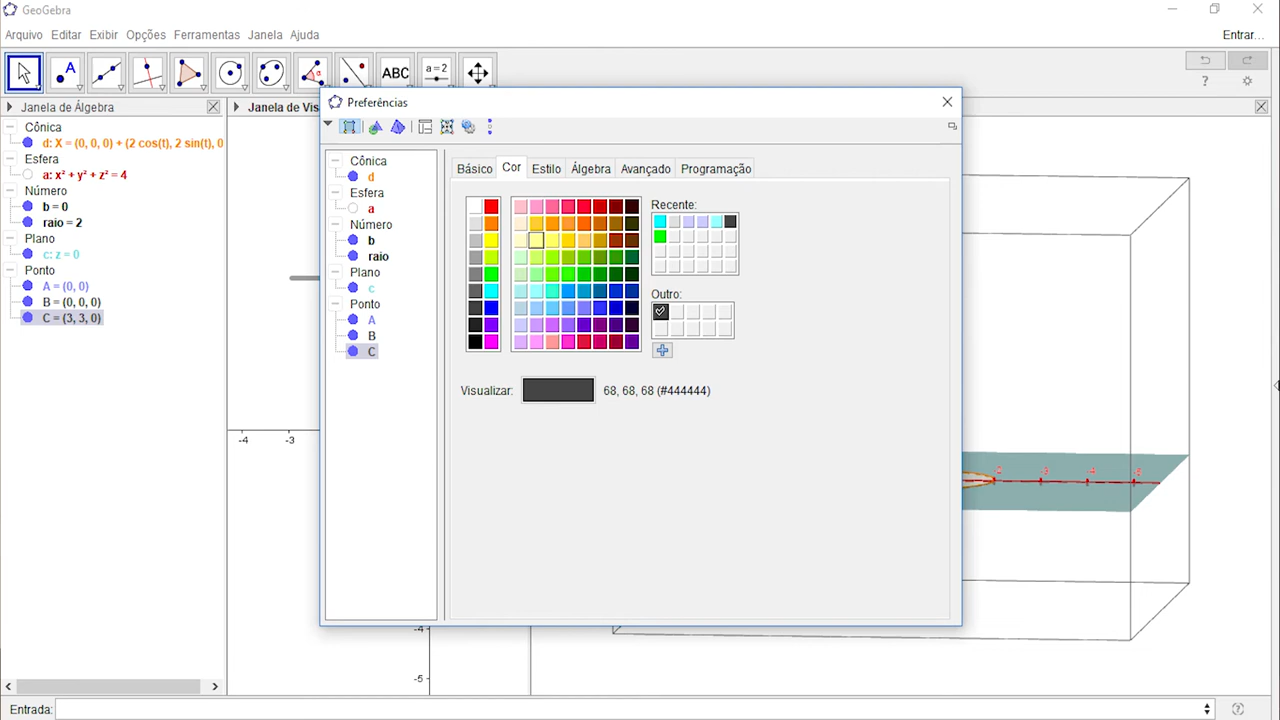 GeoGebra
Arquivo Editar Exibir Opções Ferramentas Janela Ajuda Entrar...
A ABC a=2
Janela de Álgebra
Janela de Vis
Cônica
d: X = (0, 0, 0) + (2 cos(t), 2 sin(t), 0
Esfera
a: x² + y² + z² = 4
Número
b = 0
raio = 2
Plano
c: z = 0
Ponto
A = (0, 0)
B = (0, 0, 0)
C = (3, 3, 0)
Preferências
Cônica
d
Esfera
a
Número
b
raio
Plano
c
Ponto
A
B
C
Básico Cor Estilo Álgebra Avançado Programação
Recente:
Outro:
Visualizar: 68, 68, 68 (#444444)
-4 -3
-4
-5
Entrada: